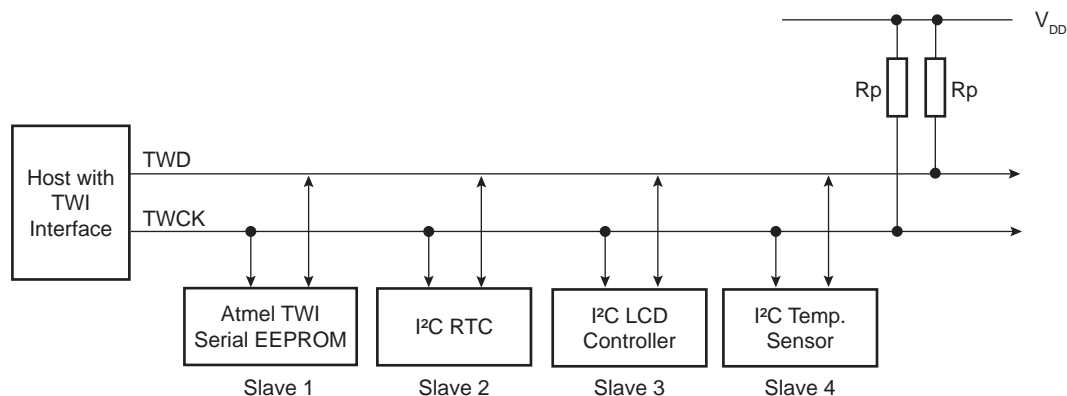 V_DD
Rp Rp
Host with
TWI
Interface
TWD
TWCK
Atmel TWI
Serial EEPROM
Slave 1
I²C RTC
Slave 2
I²C LCD
Controller
Slave 3
I²C Temp.
Sensor
Slave 4